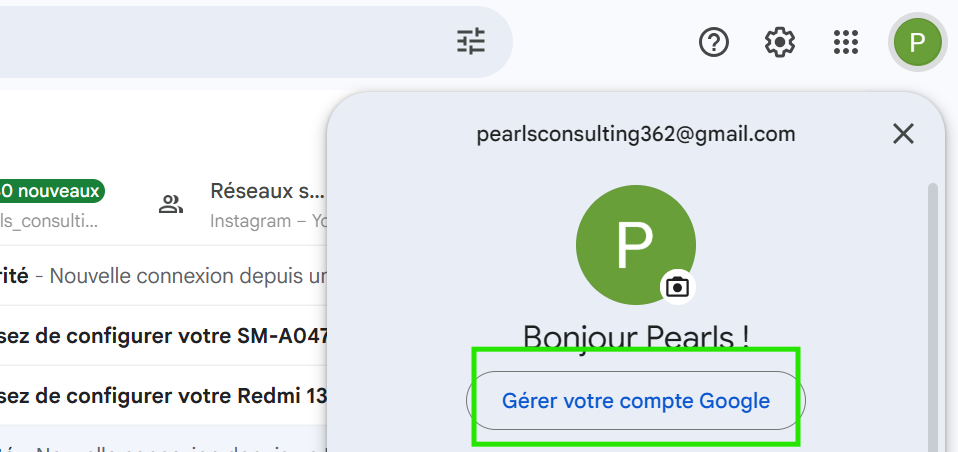 P
pearlsconsulting362@gmail.com
0 nouveaux
Réseaux s...
ls_consulti...
Instagram – Yo
P
rité - Nouvelle connexion depuis un
Bonjour Pearls !
sez de configurer votre SM-A047
sez de configurer votre Redmi 13
Gérer votre compte Google